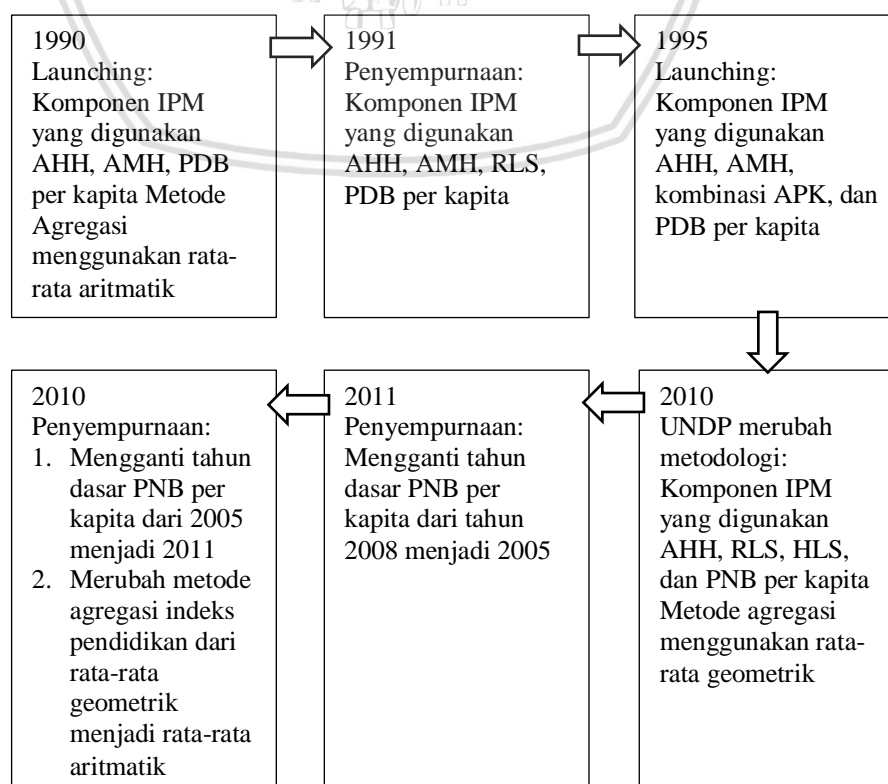 1990
Launching:
Komponen IPM
yang digunakan
AHH, AMH, PDB
per kapita Metode
Agregasi
menggunakan rata-
rata aritmatik
1991
Penyempurnaan:
Komponen IPM
yang digunakan
AHH, AMH, RLS,
PDB per kapita
1995
Launching:
Komponen IPM
yang digunakan
AHH, AMH,
kombinasi APK, dan
PDB per kapita
2010
UNDP merubah
metodologi:
Komponen IPM
yang digunakan
AHH, RLS, HLS,
dan PNB per kapita
Metode agregasi
menggunakan rata-
rata geometrik
2011
Penyempurnaan:
Mengganti tahun
dasar PNB per
kapita dari tahun
2008 menjadi 2005
2010
Penyempurnaan:
1. Mengganti tahun
dasar PNB per
kapita dari 2005
menjadi 2011
2. Merubah metode
agregasi indeks
pendidikan dari
rata-rata
geometrik
menjadi rata-rata
aritmatik